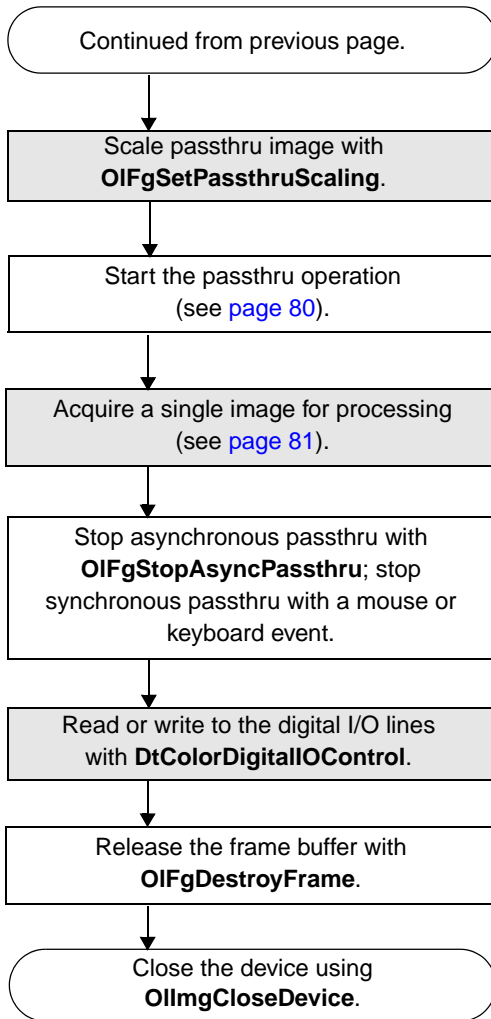 Continued from previous page.
Scale passthru image with
OlFgSetPassthruScaling.
Start the passthru operation
(see page 80).
Acquire a single image for processing
(see page 81).
Stop asynchronous passthru with
OlFgStopAsyncPassthru; stop
synchronous passthru with a mouse or
keyboard event.
Read or write to the digital I/O lines
with DtColorDigitalIOControl.
Release the frame buffer with
OlFgDestroyFrame.
Close the device using
OlImgCloseDevice.